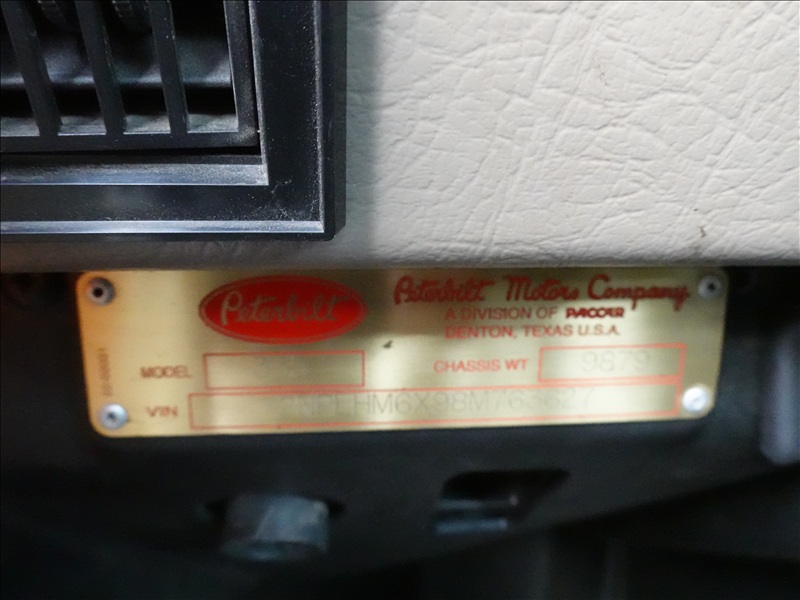 Peterbilt
Peterbilt Motors Company
A DIVISION OF PACCAR
DENTON, TEXAS U.S.A.
MODEL
CHASSIS WT 9879
VIN